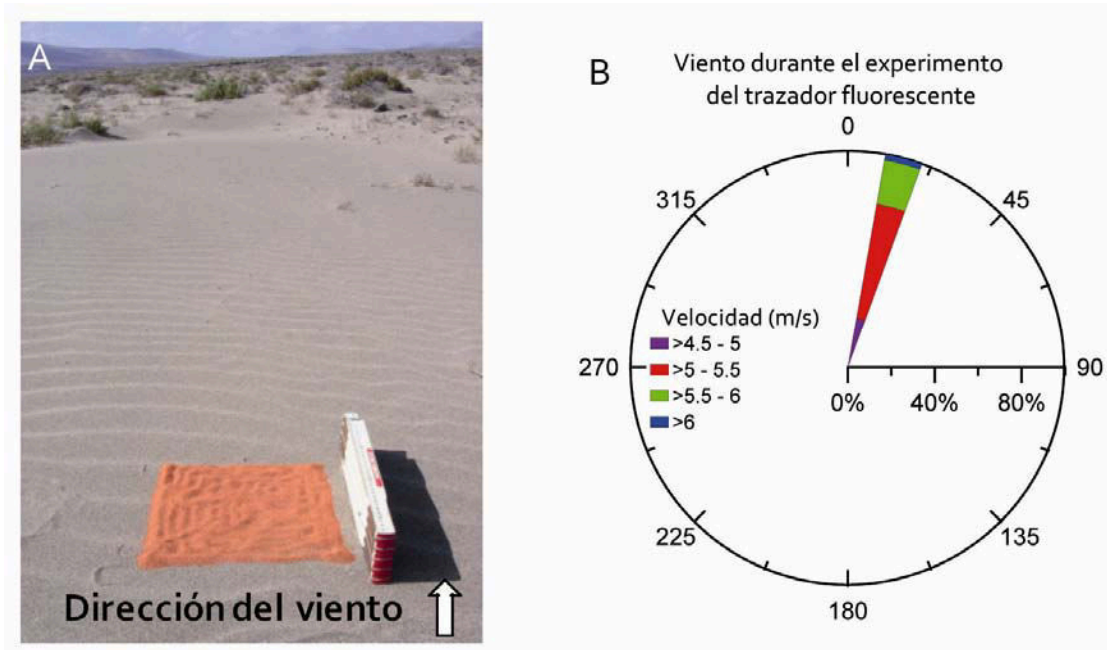 A
Dirección del viento
B
Viento durante el experimento
del trazador fluorescente
0
315
45
Velocidad (m/s)
>4.5 - 5
>5 - 5.5
>5.5 - 6
>6
270
90
0%
40%
80%
225
135
180